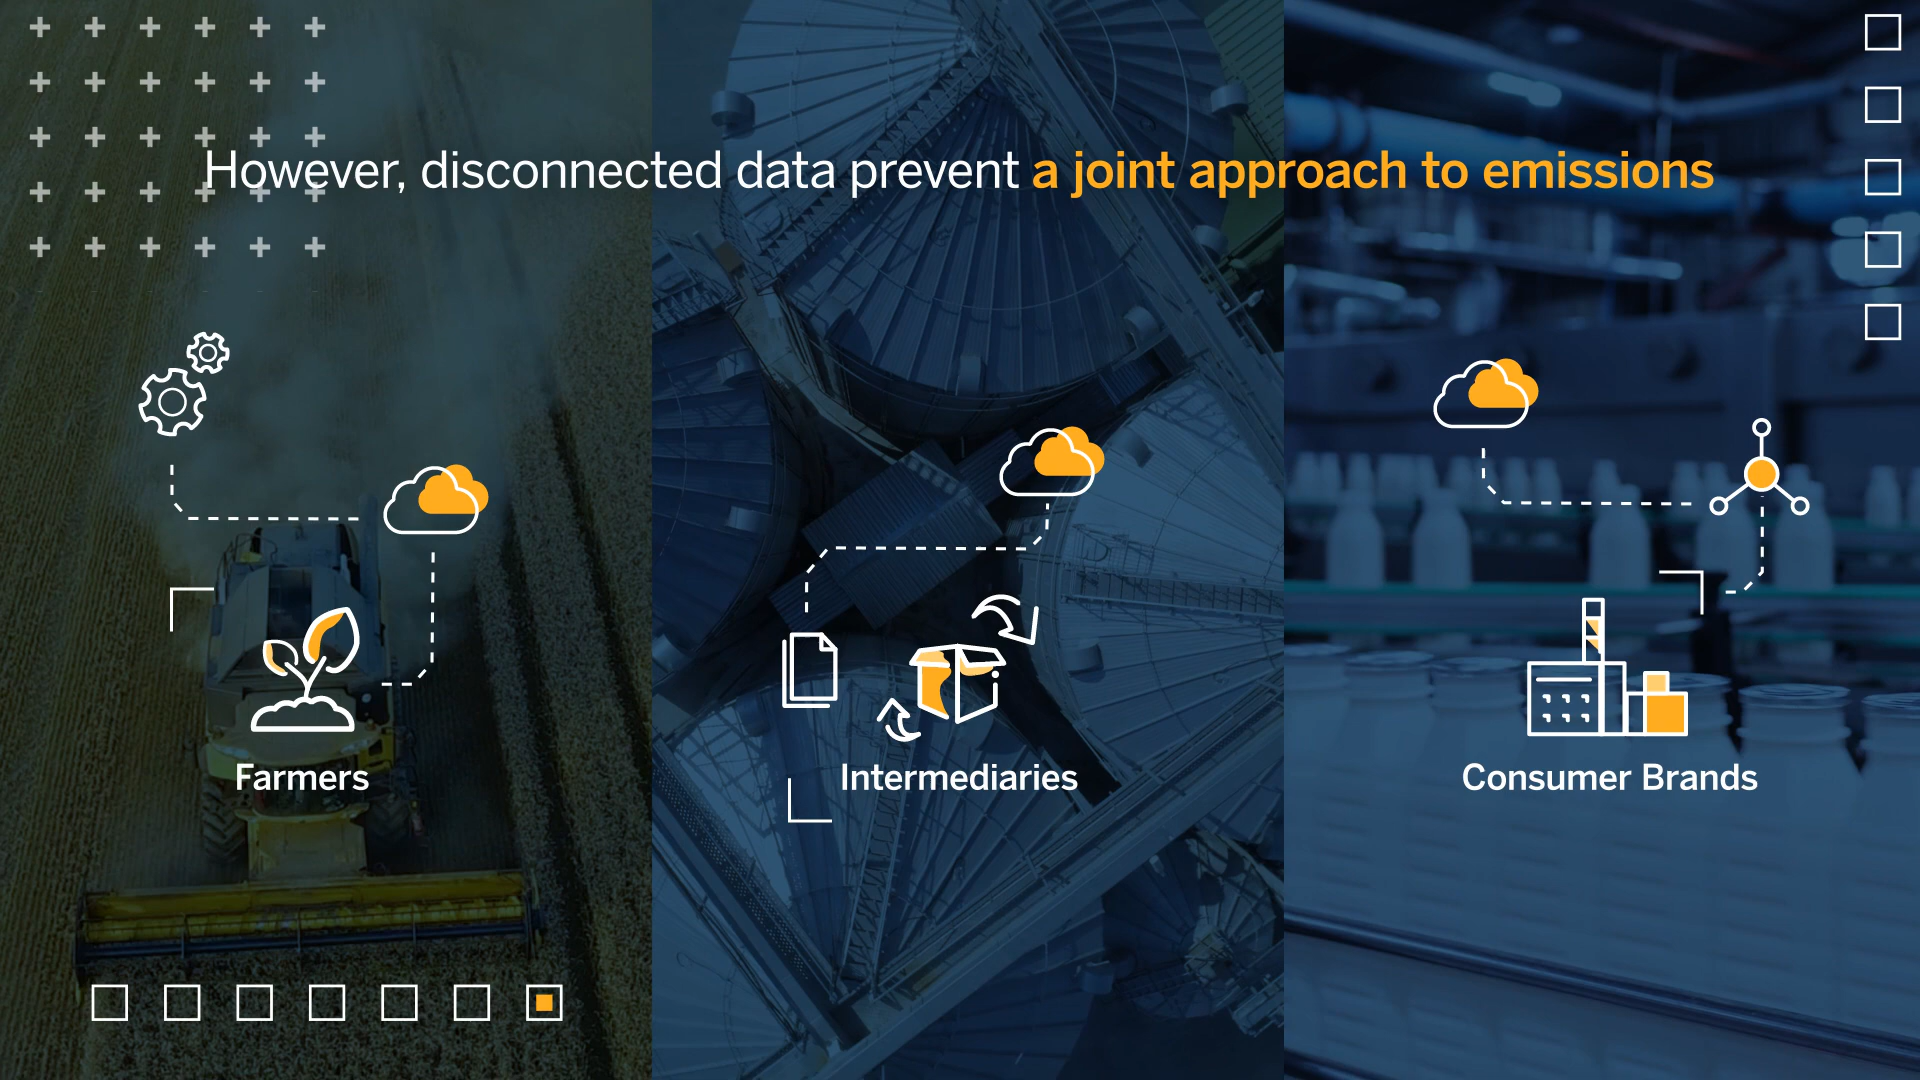 However, disconnected data prevent a joint approach to emissions
Farmers
Intermediaries
Consumer Brands